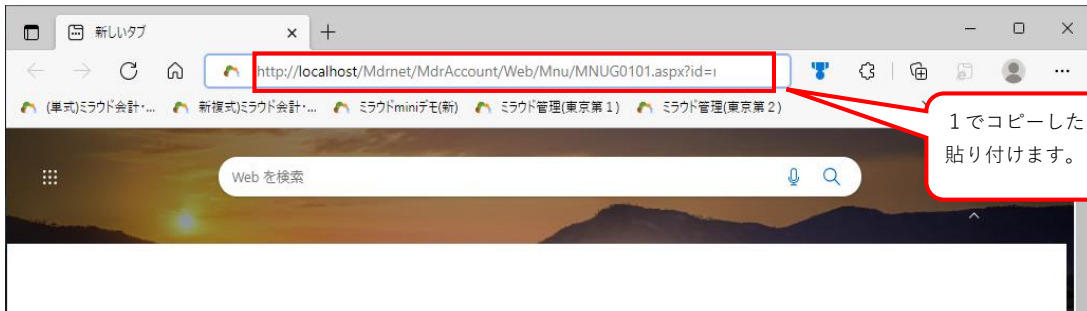 新しいタブ
http://localhost/Mdrnet/MdrAccount/Web/Mnu/MNUG0101.aspx?id=
(単式)ミラウド会計・... 新複式)ミラウド会計・... ミラウドminiデモ(新) ミラウド管理(東京第1) ミラウド管理(東京第2)
1でコピーした
貼り付けます。
Web を検索